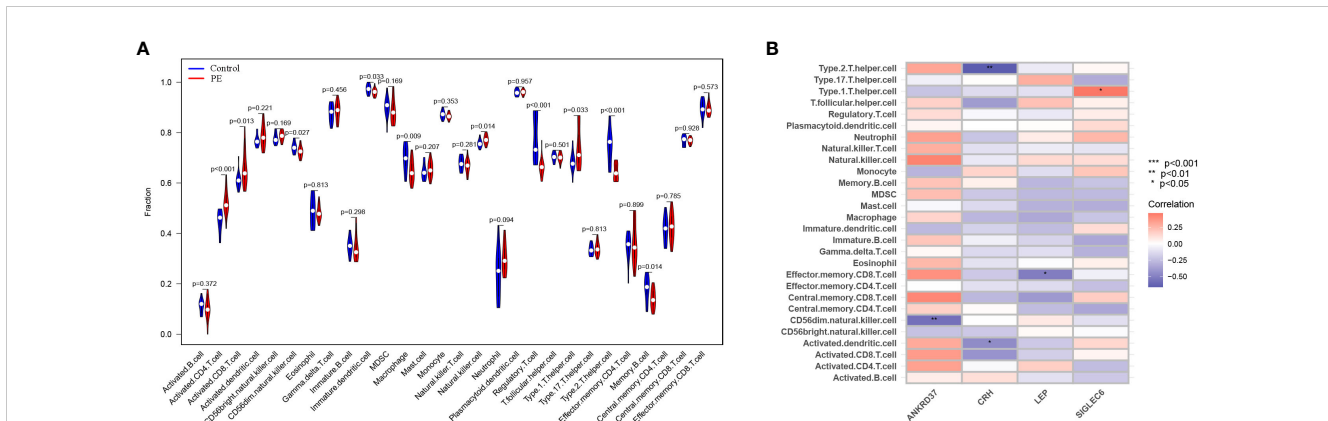 A
B
Control
PE
Fraction
1.0
0.8
0.6
0.4
0.2
0.0
p=0.372
p<0.001
p=0.013
p=0.221
p=0.169
p=0.027
p=0.813
p=0.298
p=0.456
p=0.033
p=0.169
p=0.009
p=0.207
p=0.353
p=0.281
p=0.014
p=0.094
p=0.957
p<0.001
p=0.501
p=0.033
p=0.813
p<0.001
p=0.899
p=0.014
p=0.785
p=0.928
p=0.573
Activated.B.cell
Activated.CD4.T.cell
Activated.CD8.T.cell
Activated.dendritic.cell
CD56bright.natural.killer.cell
CD56dim.natural.killer.cell
Eosinophil
Gamma.delta.T.cell
Immature.B.cell
Immature.dendritic.cell
MDSC
Macrophage
Mast.cell
Monocyte
Natural.killer.T.cell
Natural.killer.cell
Neutrophil
Plasmacytoid.dendritic.cell
Regulatory.T.cell
T.follicular.helper.cell
Type.1.T.helper.cell
Type.17.T.helper.cell
Type.2.T.helper.cell
Effector.memory.CD4.T.cell
Memory.B.cell
Central.memory.CD4.T.cell
Central.memory.CD8.T.cell
Effector.memory.CD8.T.cell
Type.2.T.helper.cell
Type.17.T.helper.cell
Type.1.T.helper.cell
T.follicular.helper.cell
Regulatory.T.cell
Plasmacytoid.dendritic.cell
Neutrophil
Natural.killer.T.cell
Natural.killer.cell
Monocyte
Memory.B.cell
MDSC
Mast.cell
Macrophage
Immature.dendritic.cell
Immature.B.cell
Gamma.delta.T.cell
Eosinophil
Effector.memory.CD8.T.cell
Effector.memory.CD4.T.cell
Central.memory.CD8.T.cell
Central.memory.CD4.T.cell
CD56dim.natural.killer.cell
CD56bright.natural.killer.cell
Activated.dendritic.cell
Activated.CD8.T.cell
Activated.CD4.T.cell
Activated.B.cell
**
*
*
**
*
ANKRD37
CRH
LEP
SIGLEC6
*** p<0.001
** p<0.01
* p<0.05
Correlation
0.25
0.00
−0.25
−0.50